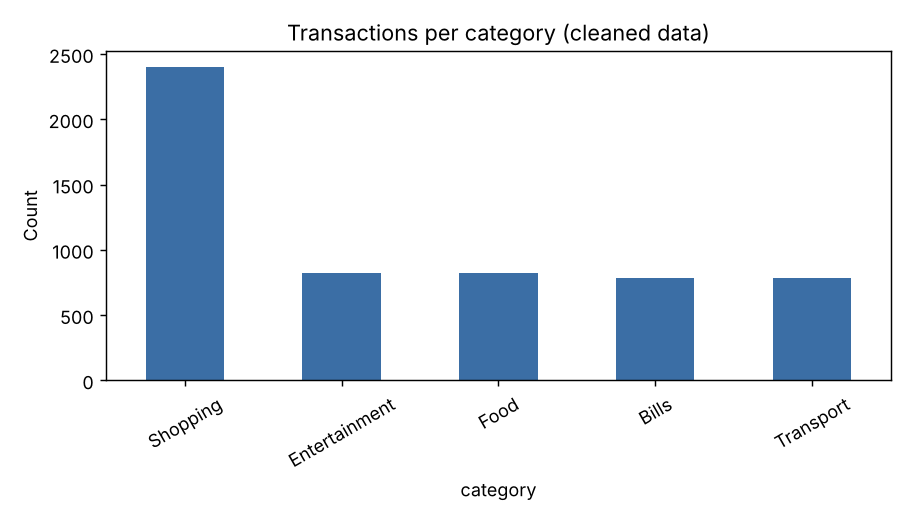 Transactions per category (cleaned data)
2500
2000
1500
1000
500
0
Count
Shopping
Entertainment
Food
Bills
Transport
category